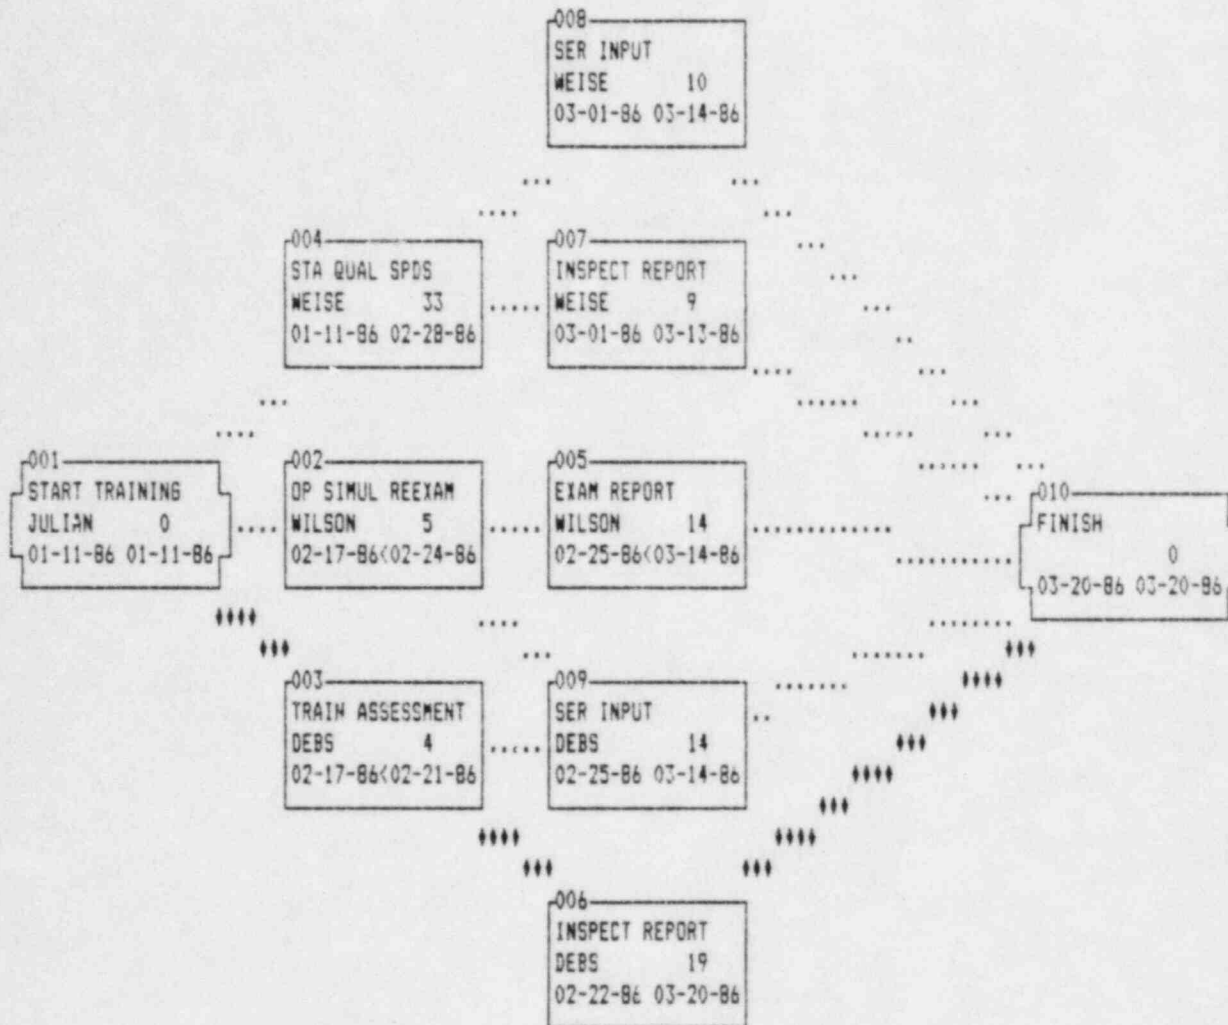 008
SER INPUT
WEISE 10
03-01-86 03-14-86
004
STA QUAL SPDS
WEISE 33
01-11-86 02-28-86
007
INSPECT REPORT
WEISE 9
03-01-86 03-13-86
001
START TRAINING
JULIAN 0
01-11-86 01-11-86
002
OP SIMUL REEXAM
WILSON 5
02-17-86<02-24-86
005
EXAM REPORT
WILSON 14
02-25-86<03-14-86
010
FINISH
0
03-20-86 03-20-86
003
TRAIN ASSESSMENT
DEBS 4
02-17-86<02-21-86
009
SER INPUT
DEBS 14
02-25-86 03-14-86
006
INSPECT REPORT
DEBS 19
02-22-86 03-20-86